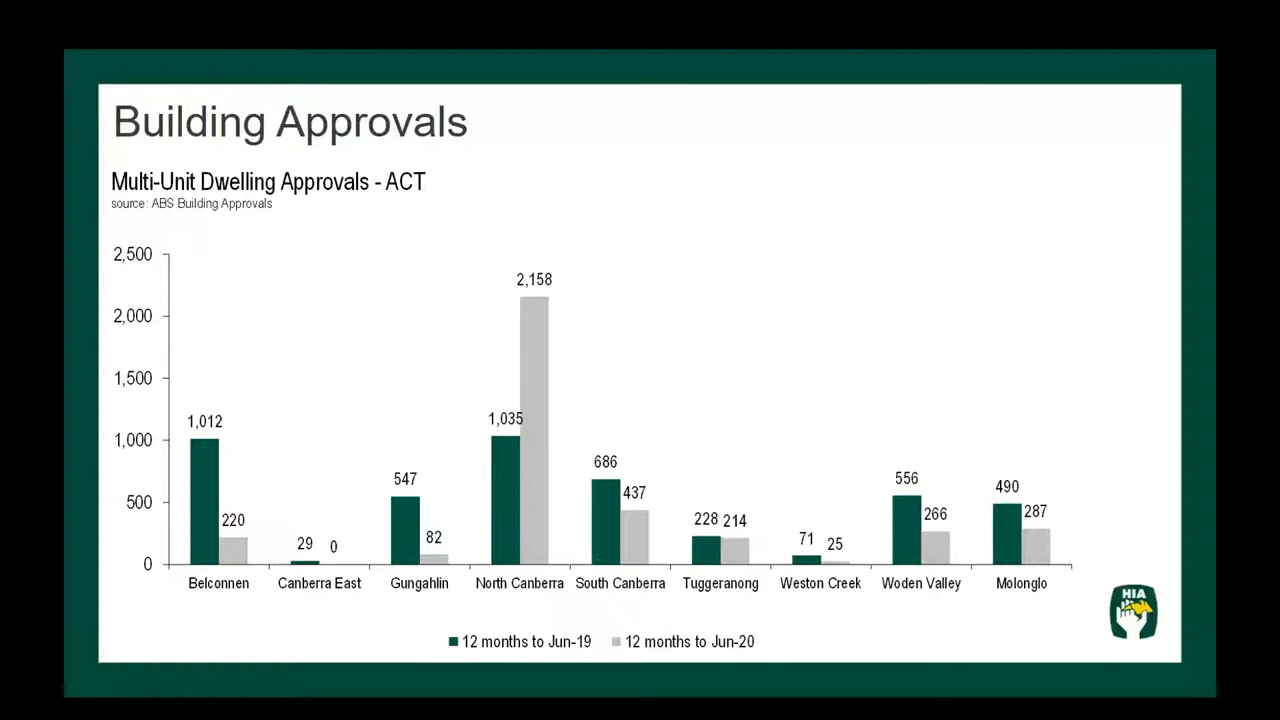 Building Approvals
Multi-Unit Dwelling Approvals - ACT
source: ABS Building Approvals
2,500
2,000
1,500
1,000
500
0
1,012
220
29
0
547
82
1,035
2,158
686
437
228
214
71
25
556
266
490
287
Belconnen
Canberra East
Gungahlin
North Canberra
South Canberra
Tuggeranong
Weston Creek
Woden Valley
Molonglo
12 months to Jun-19
12 months to Jun-20
HIA